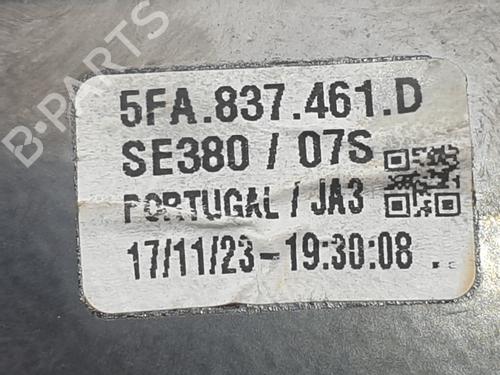 B-PARTS
5FA.837.461.D
SE380 / 07S
PORTUGAL / JA3
17/11/23-19:30:08